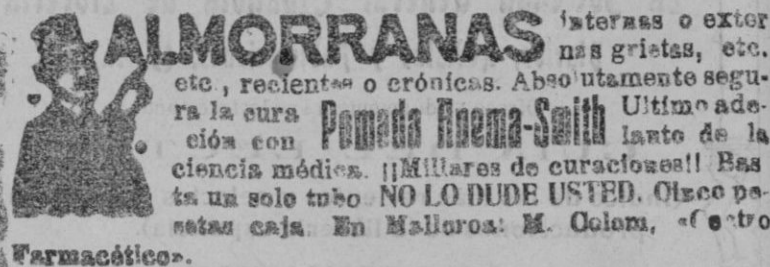 ALMORRANAS internas o exter
nas grietas, etc.
etc, recientes o crónicas. Absolutamente segu-
ra la cura
ción con Pomada Anema-Smith Ultimo ade-
lanto de la
ciencia médica. ¡¡Millares de curaciones!! Bas
ta un solo tubo NO LO DUDE USTED. Cinco pe-
setas caja. En Mallorca: M. Colom, «Centro
Farmacético».